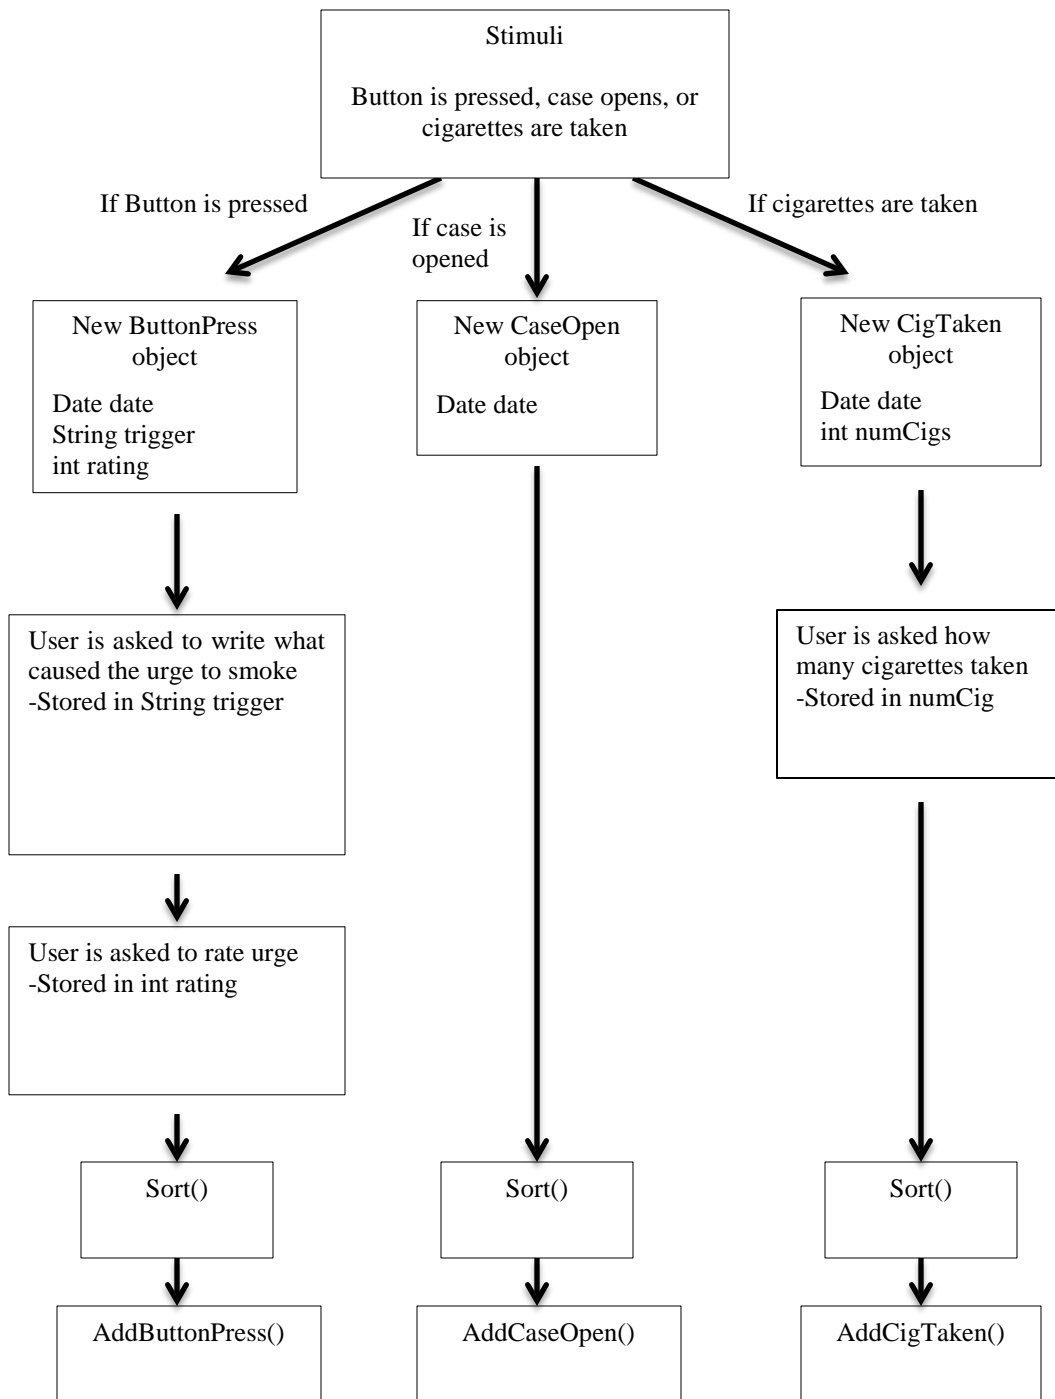 Stimuli
Button is pressed, case opens, or
cigarettes are taken
If Button is pressed
If case is
opened
If cigarettes are taken
New ButtonPress
object
Date date
String trigger
int rating
New CaseOpen
object
Date date
New CigTaken
object
Date date
int numCigs
User is asked to write what
caused the urge to smoke
-Stored in String trigger
User is asked how
many cigarettes taken
-Stored in numCig
User is asked to rate urge
-Stored in int rating
Sort()
Sort()
Sort()
AddButtonPress()
AddCaseOpen()
AddCigTaken()